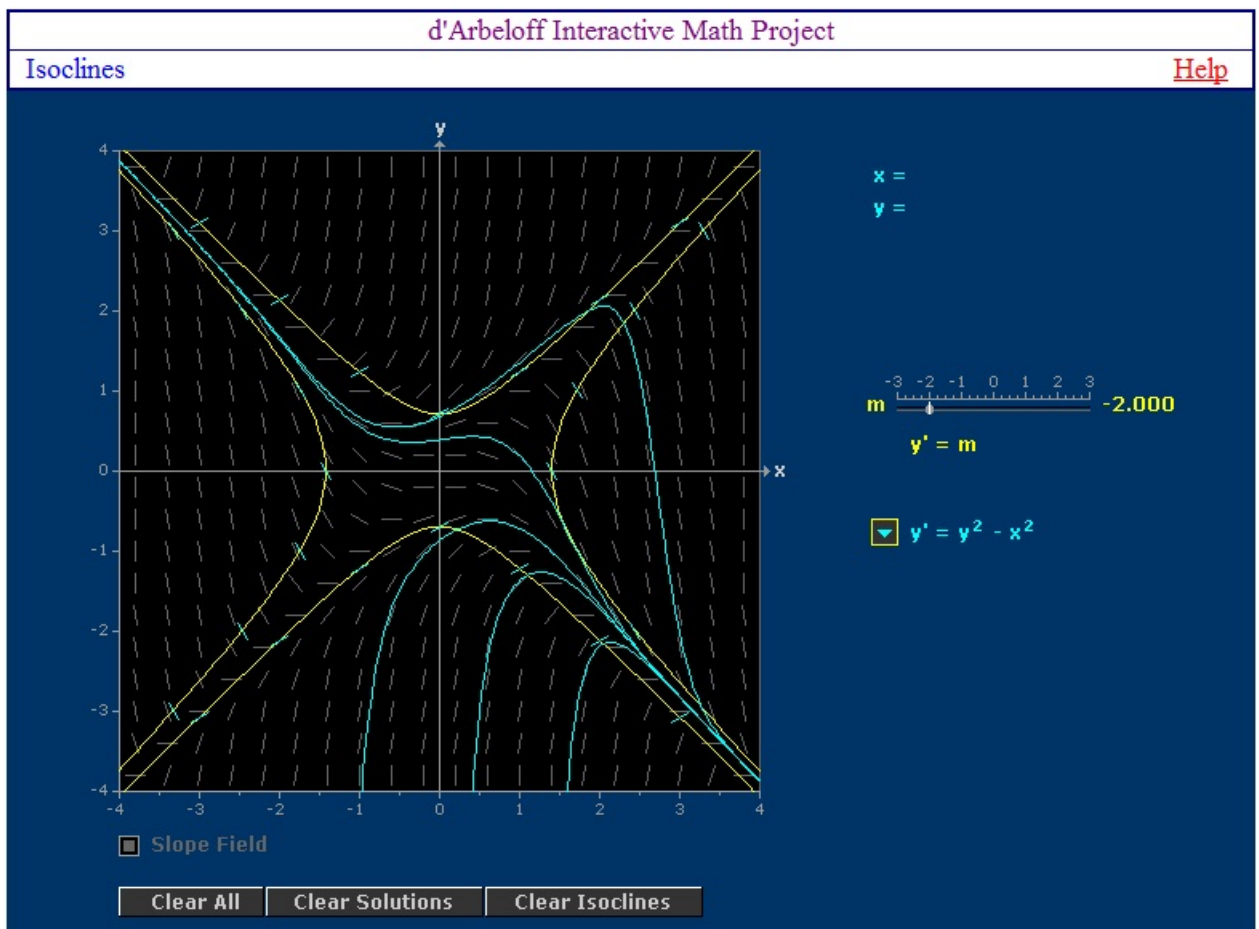 d'Arbeloff Interactive Math Project
Isoclines Help
y
4
3
2
1
0
-1
-2
-3
-4
x
-4 -3 -2 -1 0 1 2 3 4
x =
y =
-3 -2 -1 0 1 2 3
m -2.000
y' = m
y' = y² - x²
Slope Field
Clear All Clear Solutions Clear Isoclines